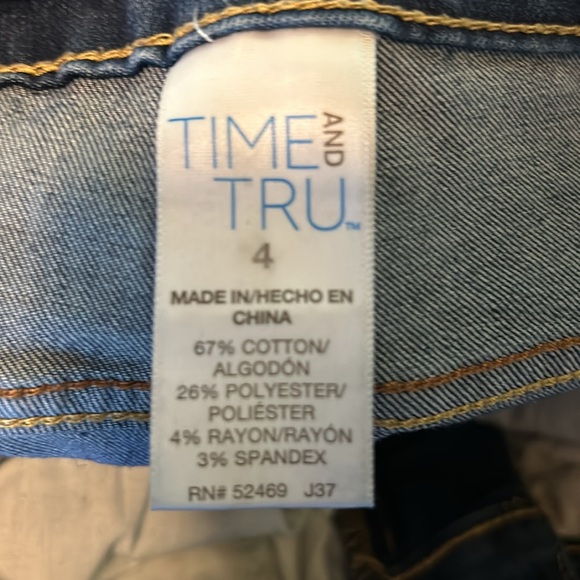 TIME AND
TRU™
4
MADE IN/HECHO EN
CHINA
67% COTTON/
ALGODÓN
26% POLYESTER/
POLIÉSTER
4% RAYON/RAYÓN
3% SPANDEX
RN# 52469 J37